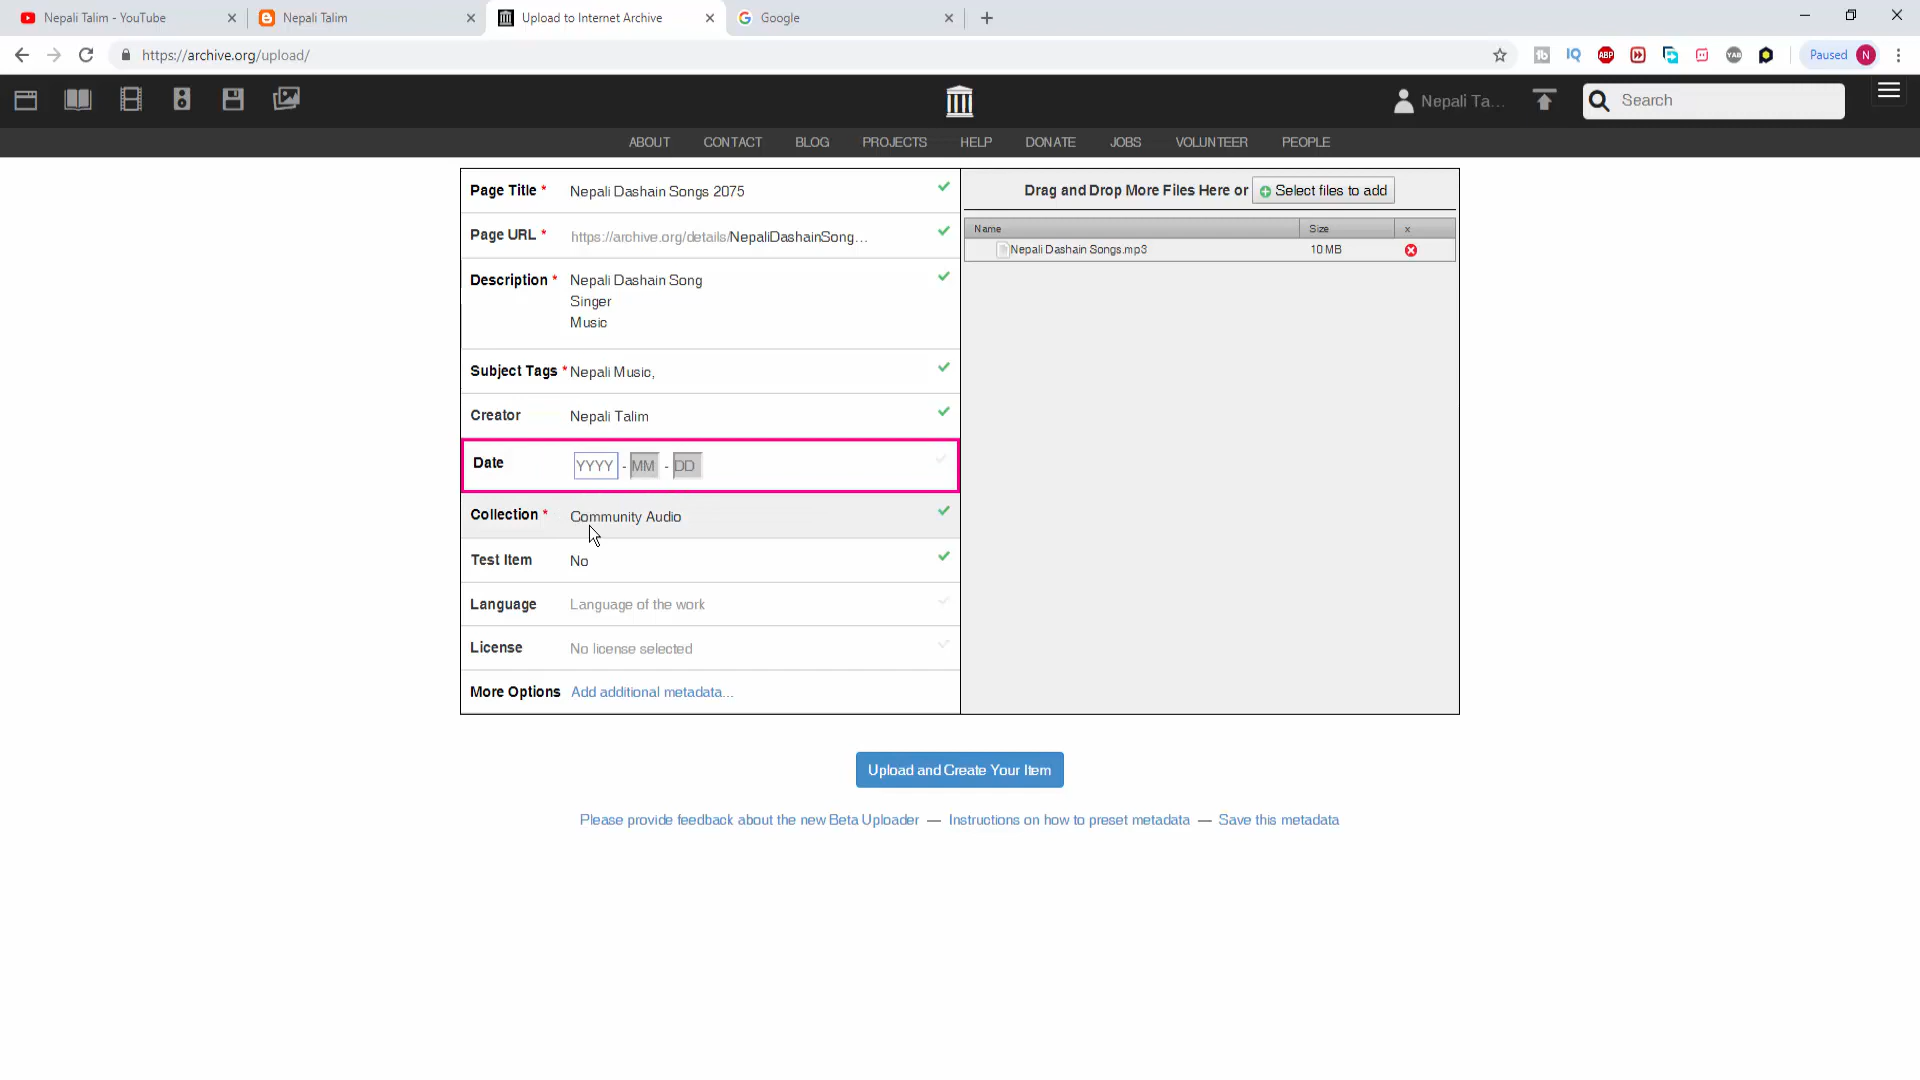 Nepali Talim - YouTube
Nepali Talim
Upload to Internet Archive
Google
https://archive.org/upload/
Paused N
Nepali Ta...
Search
ABOUT CONTACT BLOG PROJECTS HELP DONATE JOBS VOLUNTEER PEOPLE
Page Title * Nepali Dashain Songs 2075
Page URL * https://archive.org/details/NepaliDashainSong...
Description * Nepali Dashain Song
Singer
Music
Subject Tags * Nepali Music,
Creator Nepali Talim
Date YYYY - MM - DD
Collection * Community Audio
Test Item No
Language Language of the work
License No license selected
More Options Add additional metadata...
Drag and Drop More Files Here or Select files to add
Name Size x
Nepali Dashain Songs.mp3 10 MB
Upload and Create Your Item
Please provide feedback about the new Beta Uploader — Instructions on how to preset metadata — Save this metadata